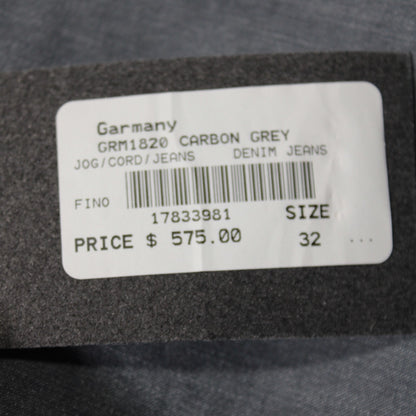 Garmany
GRM1820 CARBON GREY
JOG/CORD/JEANS DENIM JEANS
FINO
17833981 SIZE
PRICE $ 575.00 32 ...